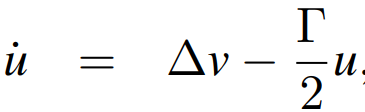 u̇ = Δv − Γ/2 u,